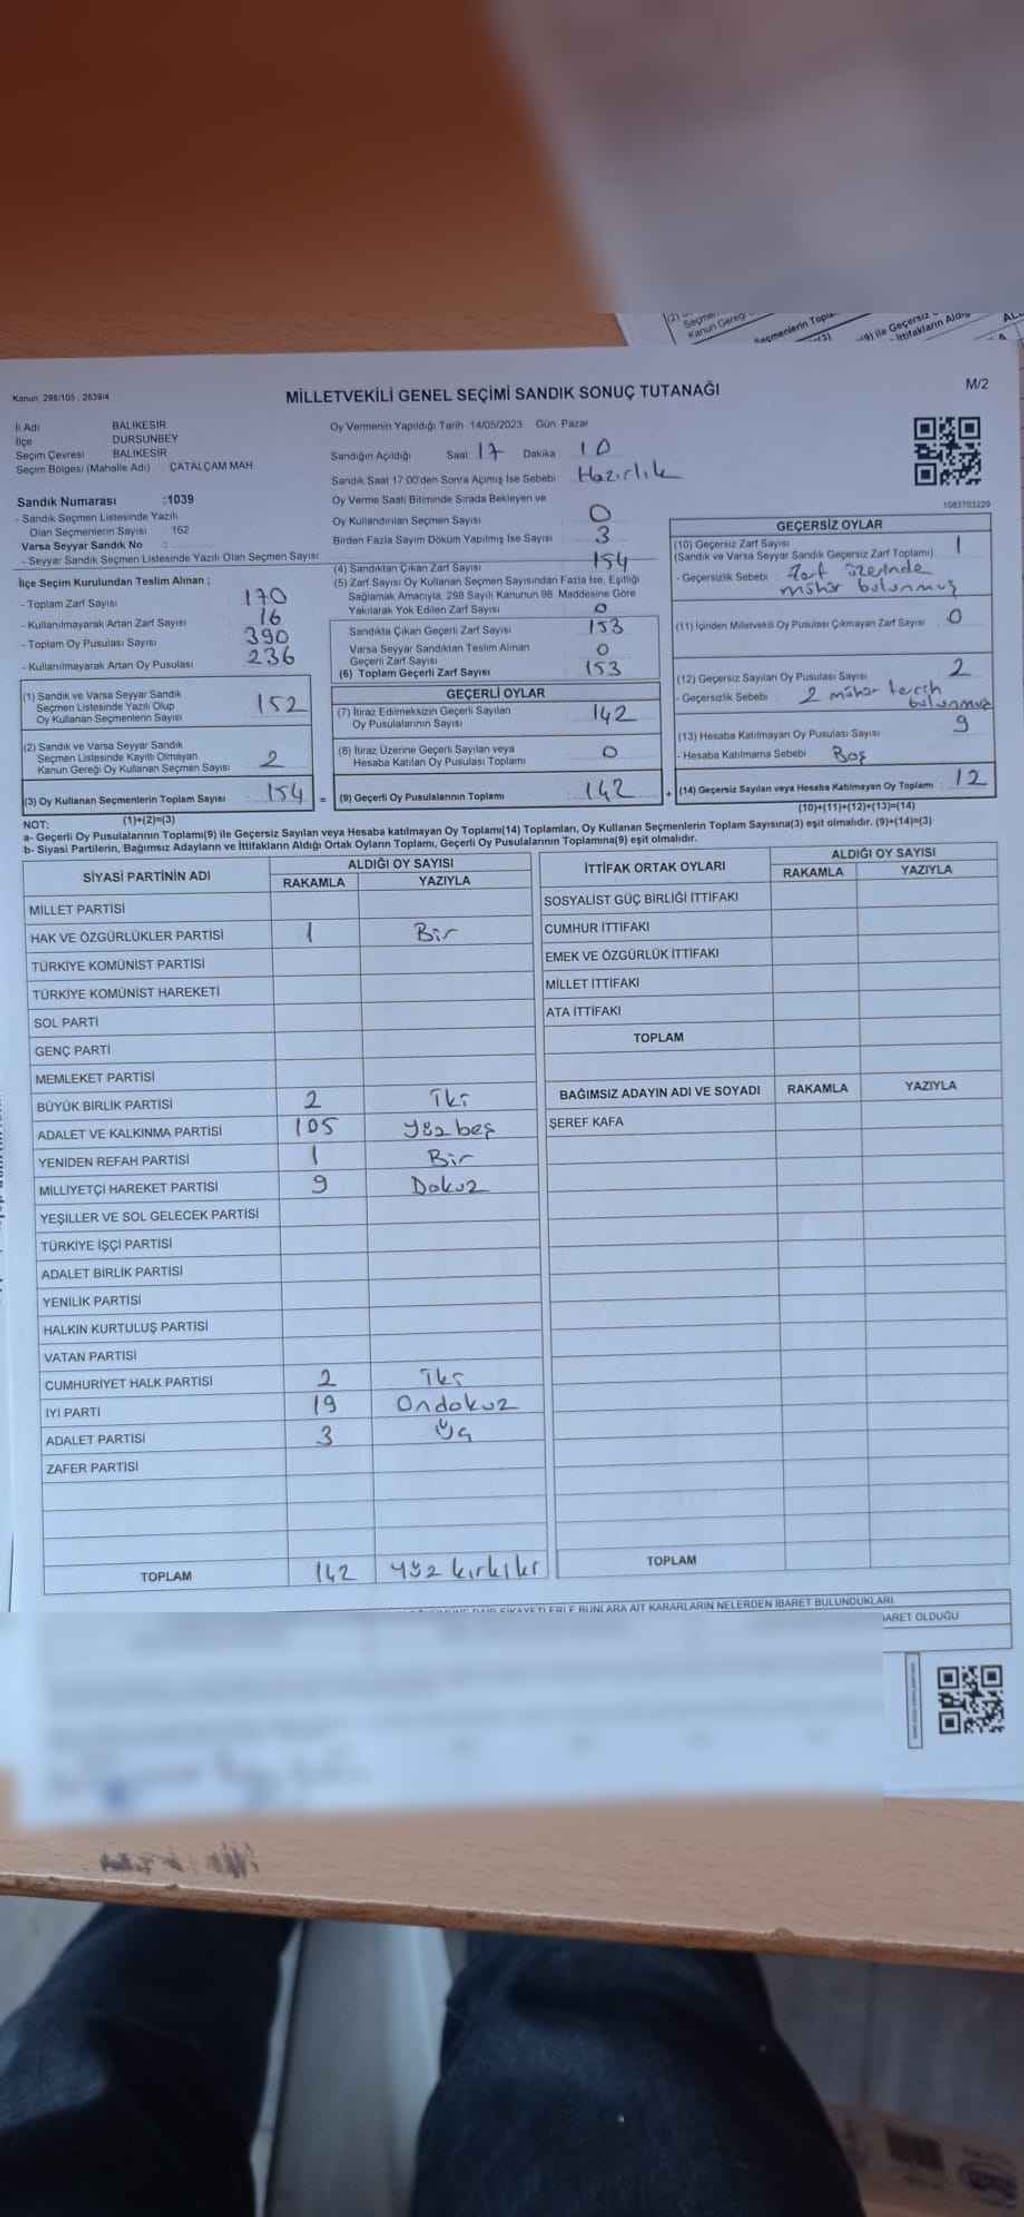 Seçmen
Kanun Gereğ
Seçmenlerin Topla
(9) ile Geçersiz
İttifakların Aldığ
Kanun 298/105 , 2839/4
MİLLETVEKİLİ GENEL SEÇİMİ SANDIK SONUÇ TUTANAĞI
M/2
İl Adı BALIKESİR
İlçe DURSUNBEY
Seçim Çevresi BALIKESİR
Seçim Bölgesi (Mahalle Adı) ÇATALÇAM MAH.
Oy Vermenin Yapıldığı Tarih 14/05/2023 Gün Pazar
Sandığın Açıldığı Saat 17 Dakika 10
Sandık Saat 17.00'den Sonra Açılmış İse Sebebi Hazırlık
Sandık Numarası :1039
- Sandık Seçmen Listesinde Yazılı
Olan Seçmenlerin Sayısı 162
Varsa Seyyar Sandık No
- Seyyar Sandık Seçmen Listesinde Yazılı Olan Seçmen Sayısı
Oy Verme Saati Bitiminde Sırada Bekleyen ve
Oy Kullandırılan Seçmen Sayısı 0
Birden Fazla Sayım Döküm Yapılmış İse Sayısı 3
İlçe Seçim Kurulundan Teslim Alınan :
- Toplam Zarf Sayısı 170
- Kullanılmayarak Artan Zarf Sayısı 16
- Toplam Oy Pusulası Sayısı 390
- Kullanılmayarak Artan Oy Pusulası 236
(4) Sandıktan Çıkan Zarf Sayısı 154
(5) Zarf Sayısı Oy Kullanan Seçmen Sayısından Fazla İse, Eşitliği
Sağlamak Amacıyla, 298 Sayılı Kanunun 98. Maddesine Göre
Yakılarak Yok Edilen Zarf Sayısı 0
Sandıkta Çıkan Geçerli Zarf Sayısı 153
Varsa Seyyar Sandıktan Teslim Alınan
Geçerli Zarf Sayısı 0
(6) Toplam Geçerli Zarf Sayısı 153
1083703229
GEÇERSİZ OYLAR
(10) Geçersiz Zarf Sayısı 1
(Sandık ve Varsa Seyyar Sandık Geçersiz Zarf Toplamı)
- Geçersizlik Sebebi Zarf üzerinde
mühür bulunmuş
(11) İçinden Milletvekili Oy Pusulası Çıkmayan Zarf Sayısı 0
(12) Geçersiz Sayılan Oy Pusulası Sayısı 2
- Geçersizlik Sebebi 2 mühür tercih
bulunmuş
(13) Hesaba Katılmayan Oy Pusulası Sayısı 9
- Hesaba Katılmama Sebebi Boş
(1) Sandık ve Varsa Seyyar Sandık
Seçmen Listesinde Yazılı Olup
Oy Kullanan Seçmenlerin Sayısı 152
(2) Sandık ve Varsa Seyyar Sandık
Seçmen Listesinde Kayıtlı Olmayan
Kanun Gereği Oy Kullanan Seçmen Sayısı 2
GEÇERLİ OYLAR
(7) İtiraz Edilmeksizin Geçerli Sayılan
Oy Pusulalarının Sayısı 142
(8) İtiraz Üzerine Geçerli Sayılan veya
Hesaba Katılan Oy Pusulası Toplamı 0
(3) Oy Kullanan Seçmenlerin Toplam Sayısı 154 = (9) Geçerli Oy Pusulalarının Toplamı 142 + (14) Geçersiz Sayılan veya Hesaba Katılmayan Oy Toplamı 12
(1)+(2)=(3)
(10)+(11)+(12)+(13)=(14)
NOT:
a- Geçerli Oy Pusulalarının Toplamı(9) ile Geçersiz Sayılan veya Hesaba katılmayan Oy Toplamı(14) Toplamları, Oy Kullanan Seçmenlerin Toplam Sayısına(3) eşit olmalıdır. (9)+(14)=(3)
b- Siyasi Partilerin, Bağımsız Adayların ve İttifakların Aldığı Ortak Oyların Toplamı, Geçerli Oy Pusulalarının Toplamına(9) eşit olmalıdır.
SİYASİ PARTİNİN ADI ALDIĞI OY SAYISI
RAKAMLA YAZIYLA
MİLLET PARTİSİ
HAK VE ÖZGÜRLÜKLER PARTİSİ 1 Bir
TÜRKİYE KOMÜNİST PARTİSİ
TÜRKİYE KOMÜNİST HAREKETİ
SOL PARTİ
GENÇ PARTİ
MEMLEKET PARTİSİ
BÜYÜK BİRLİK PARTİSİ 2 İki
ADALET VE KALKINMA PARTİSİ 105 Yüz beş
YENİDEN REFAH PARTİSİ 1 Bir
MİLLİYETÇİ HAREKET PARTİSİ 9 Dokuz
YEŞİLLER VE SOL GELECEK PARTİSİ
TÜRKİYE İŞÇİ PARTİSİ
ADALET BİRLİK PARTİSİ
YENİLİK PARTİSİ
HALKIN KURTULUŞ PARTİSİ
VATAN PARTİSİ
CUMHURİYET HALK PARTİSİ 2 İki
İYİ PARTİ 19 Ondokuz
ADALET PARTİSİ 3 Üç
ZAFER PARTİSİ
TOPLAM 142 Yüz kırkiki
İTTİFAK ORTAK OYLARI ALDIĞI OY SAYISI
RAKAMLA YAZIYLA
SOSYALİST GÜÇ BİRLİĞİ İTTİFAKI
CUMHUR İTTİFAKI
EMEK VE ÖZGÜRLÜK İTTİFAKI
MİLLET İTTİFAKI
ATA İTTİFAKI
TOPLAM
BAĞIMSIZ ADAYIN ADI VE SOYADI RAKAMLA YAZIYLA
ŞEREF KAFA
TOPLAM
ŞİKAYETLERLE BUNLARA AİT KARARLARIN NELERDEN İBARET BULUNDUKLARI
İBARET OLDUĞU